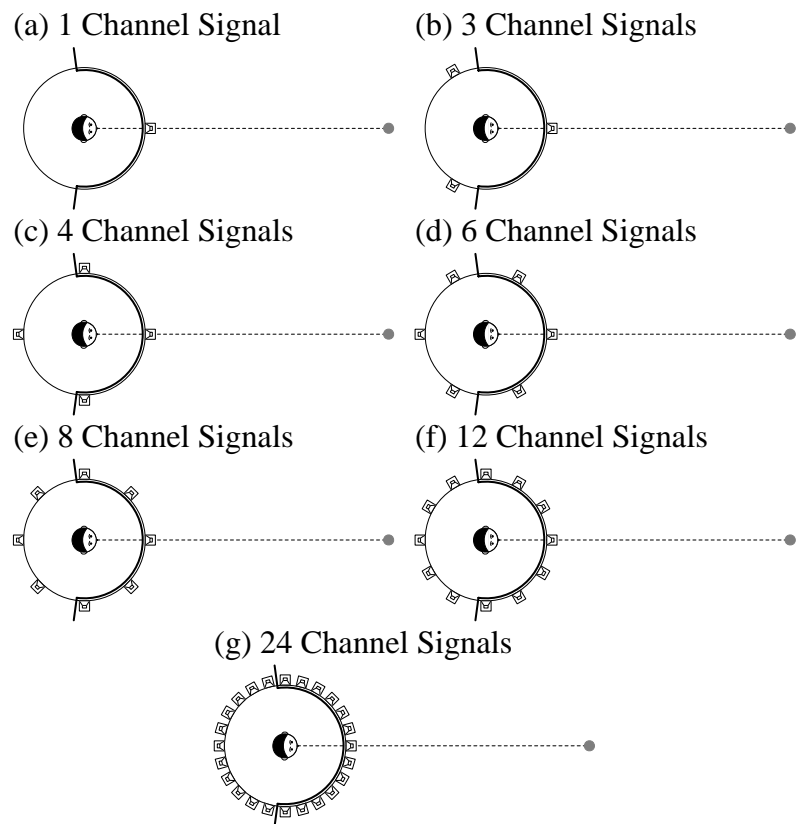 (a) 1 Channel Signal
(b) 3 Channel Signals
(c) 4 Channel Signals
(d) 6 Channel Signals
(e) 8 Channel Signals
(f) 12 Channel Signals
(g) 24 Channel Signals